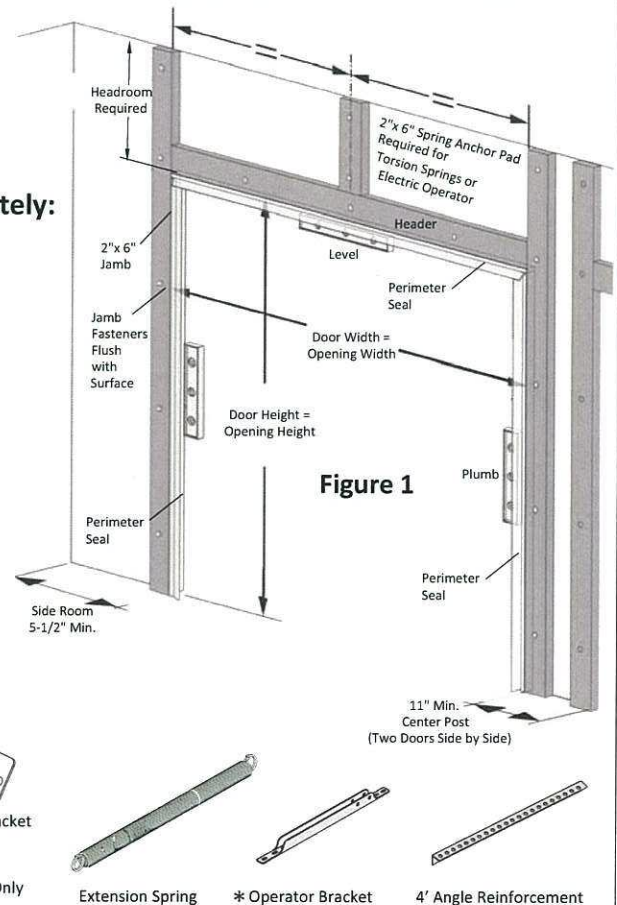 Headroom
Required
2"x 6" Spring Anchor Pad
Required for
Torsion Springs or
Electric Operator
tely:
Header
2"x 6"
Jamb
Level
Perimeter
Seal
Jamb
Fasteners
Flush
with
Surface
Door Width =
Opening Width
Door Height =
Opening Height
Figure 1
Plumb
Perimeter
Seal
Perimeter
Seal
Side Room
5-1/2" Min.
11" Min.
Center Post
(Two Doors Side by Side)
cket
Only
Extension Spring
* Operator Bracket
4' Angle Reinforcement